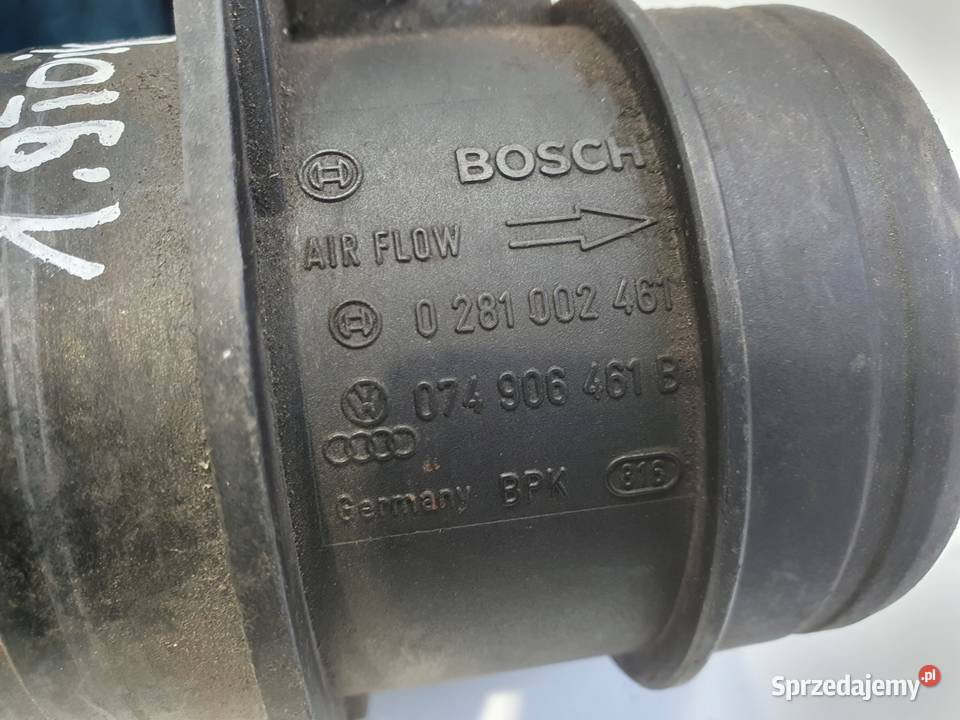 BOSCH
AIR FLOW
0 281 002 461
074 906 461 B
Germany BPK 816
Sprzedajemy.pl